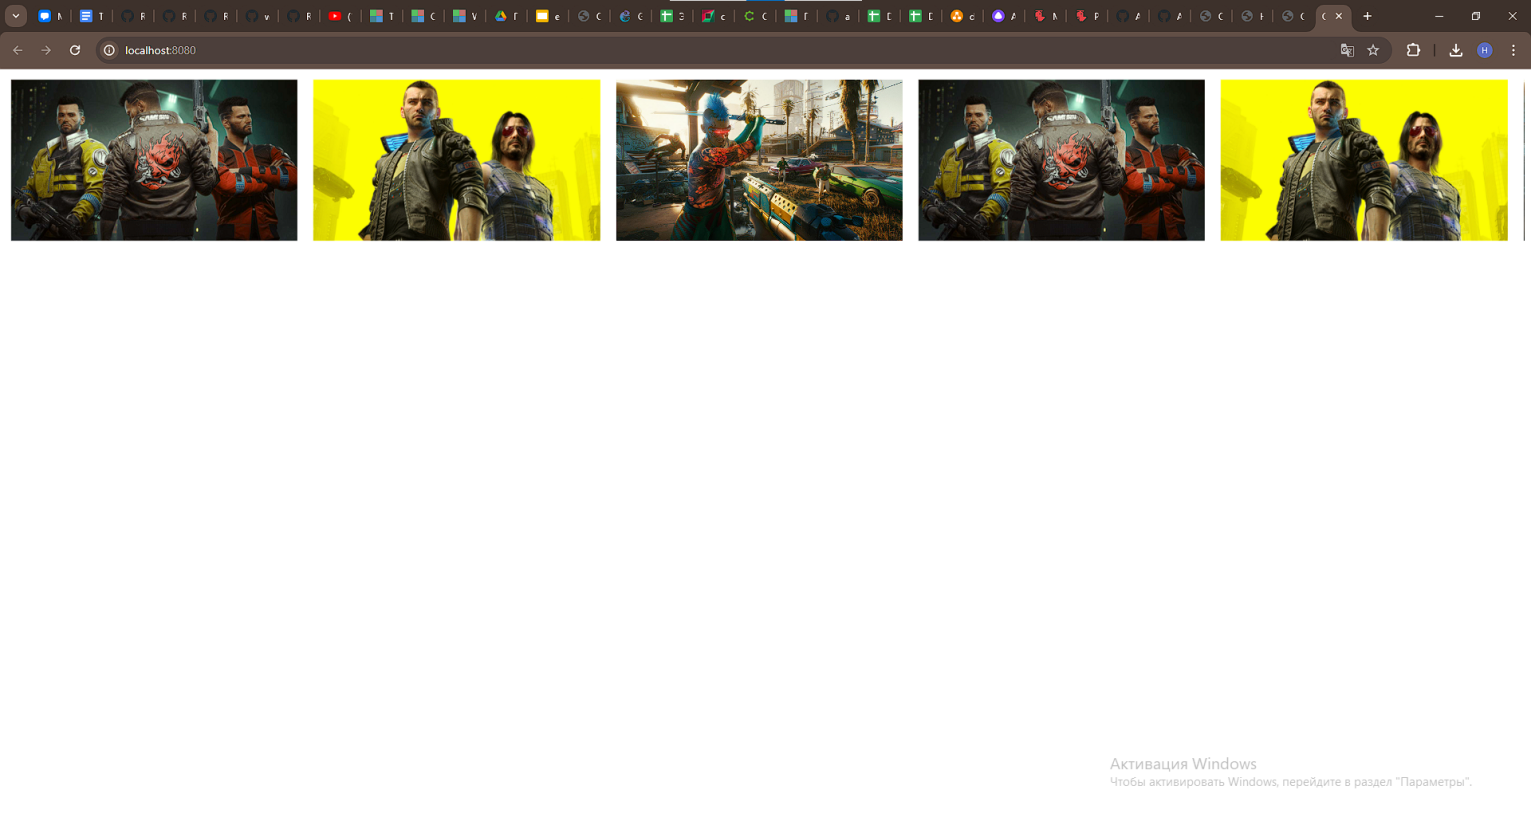 localhost:8080
H
Активация Windows
Чтобы активировать Windows, перейдите в раздел "Параметры".